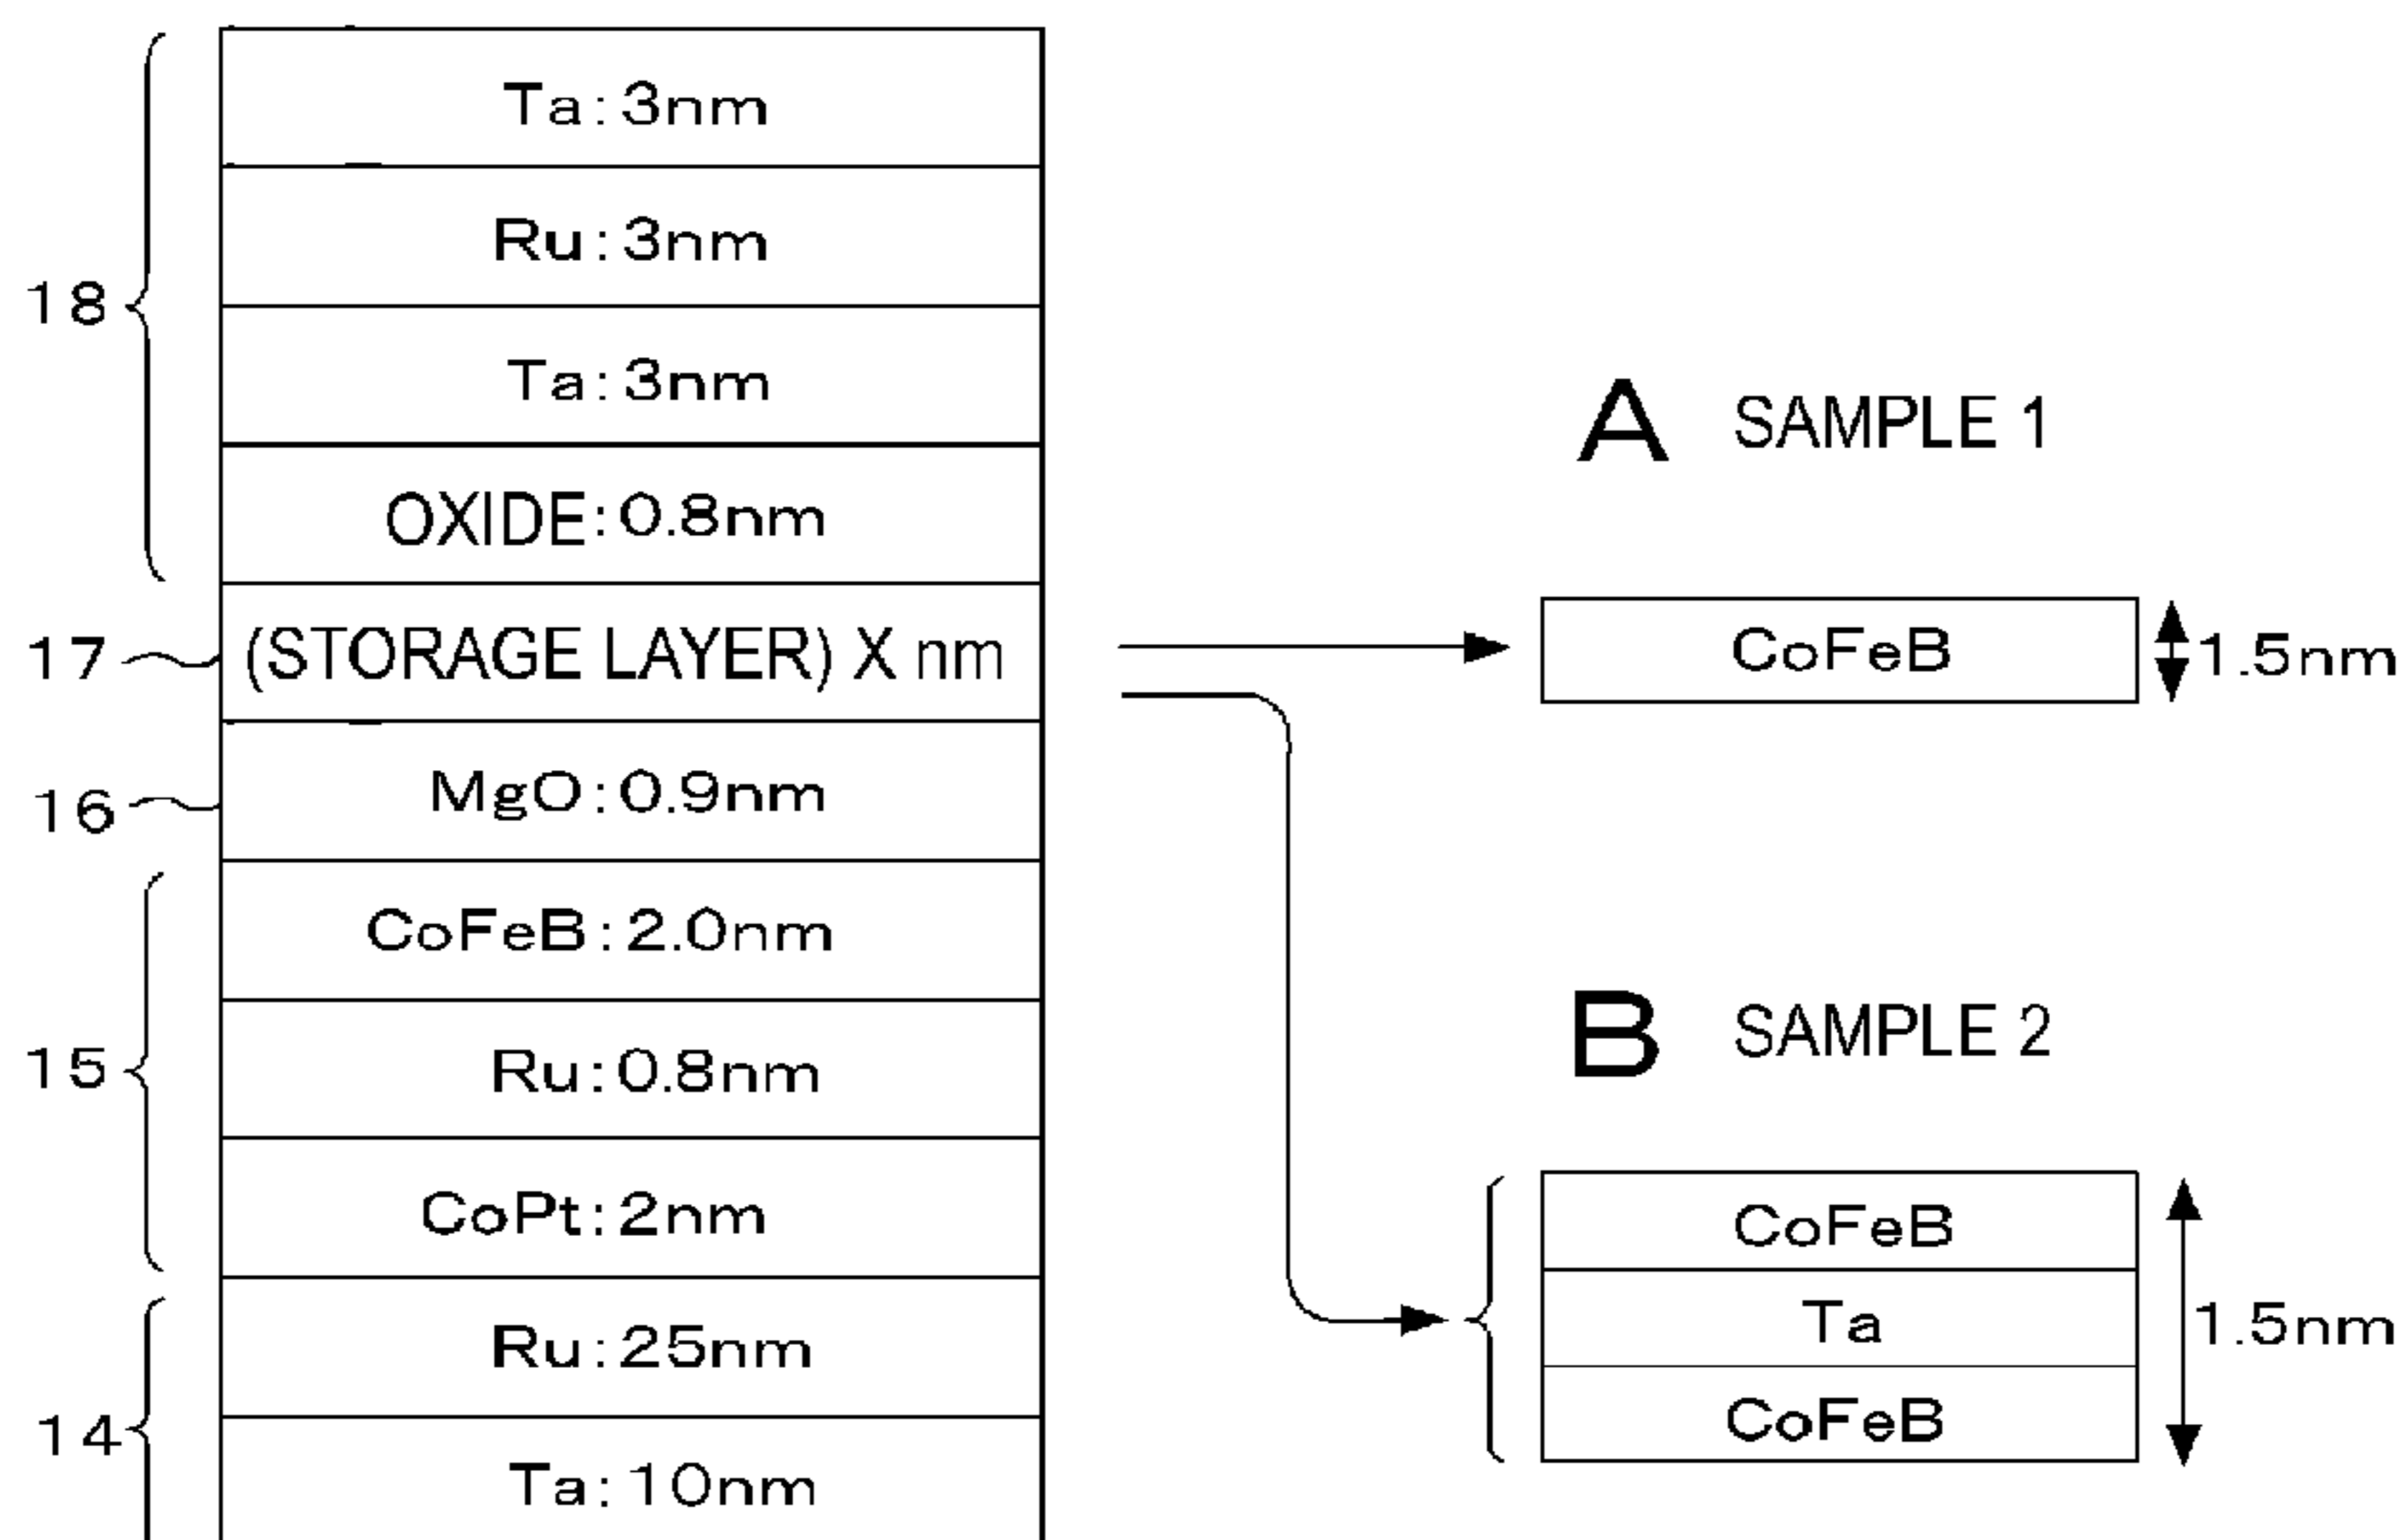 18
Ta:3nm
Ru:3nm
Ta:3nm
OXIDE:0.8nm
17
(STORAGE LAYER) X nm
16
MgO:0.9nm
15
CoFeB:2.0nm
Ru:0.8nm
CoPt:2nm
14
Ru:25nm
Ta:10nm
A SAMPLE 1
CoFeB
1.5nm
B SAMPLE 2
CoFeB
Ta
CoFeB
1.5nm